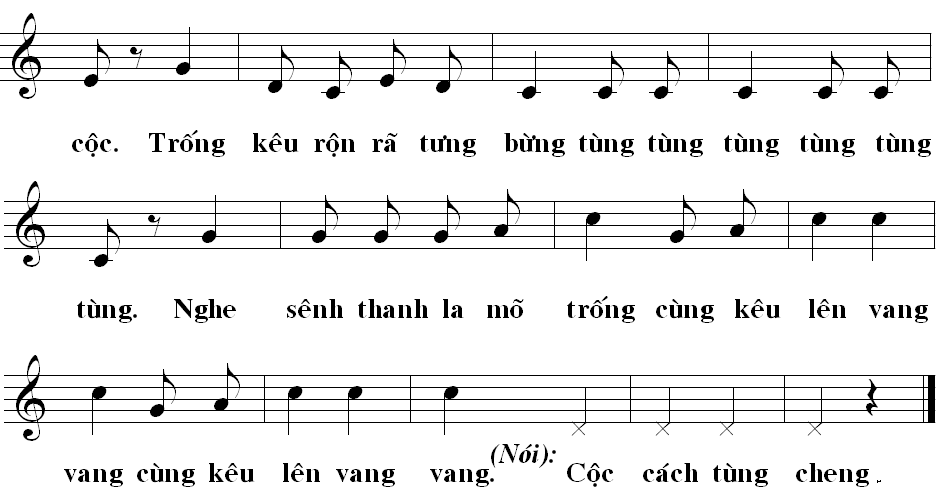 cộc. Trống kêu rộn rã tưng bừng tùng tùng tùng tùng tùng
tùng. Nghe sênh thanh la mõ trống cùng kêu lên vang
(Nói):
vang cùng kêu lên vang vang. Cộc cách tùng cheng.